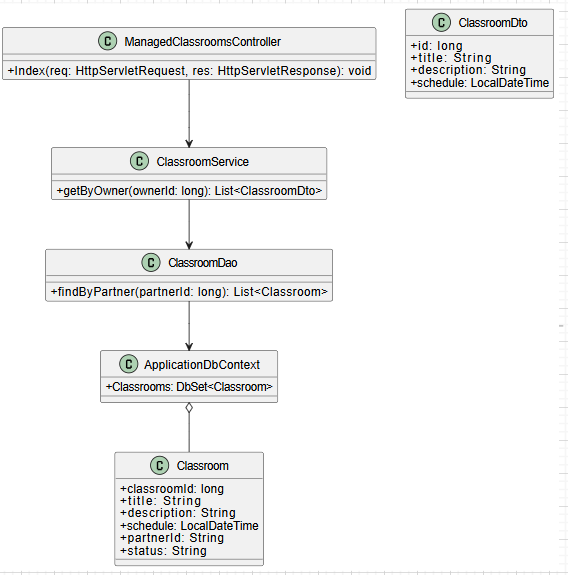 C ManagedClassroomsController
+Index(req: HttpServletRequest, res: HttpServletResponse): void
C ClassroomDto
+id: long
+title: String
+description: String
+schedule: LocalDateTime
C ClassroomService
+getByOwner(ownerId: long): List<ClassroomDto>
C ClassroomDao
+findByPartner(partnerId: long): List<Classroom>
C ApplicationDbContext
+Classrooms: DbSet<Classroom>
C Classroom
+classroomId: long
+title: String
+description: String
+schedule: LocalDateTime
+partnerId: String
+status: String